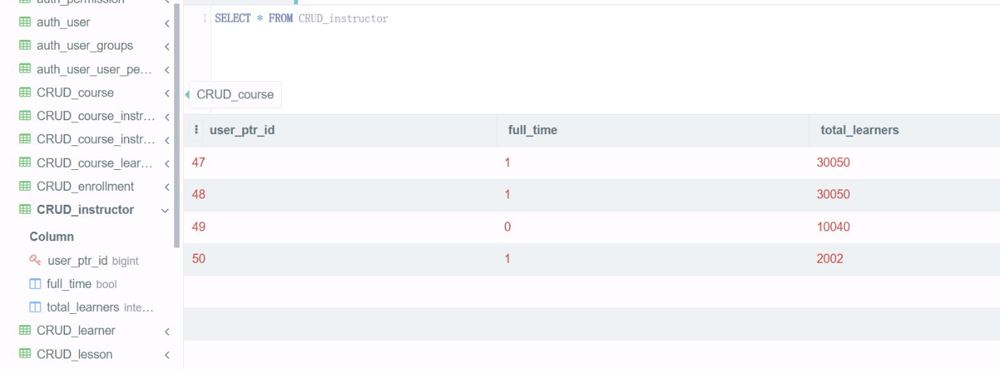 auth_permission
auth_user
auth_user_groups
auth_user_user_pe...
CRUD_course
CRUD_course_instr...
CRUD_course_instr...
CRUD_course_lear...
CRUD_enrollment
CRUD_instructor
Column
user_ptr_id bigint
full_time bool
total_learners inte...
CRUD_learner
CRUD_lesson
1 SELECT * FROM CRUD_instructor
CRUD_course
user_ptr_id full_time total_learners
47 1 30050
48 1 30050
49 0 10040
50 1 2002